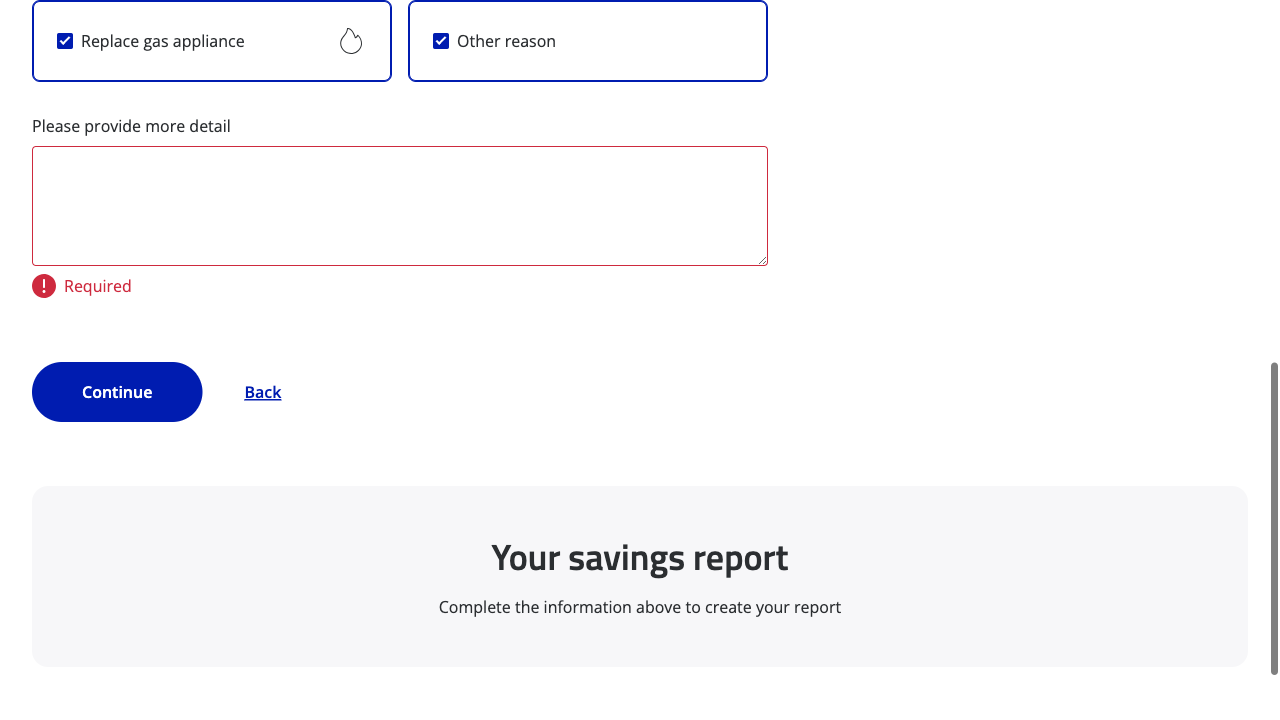 Replace gas appliance
Other reason
Please provide more detail
Required
Continue
Back
Your savings report
Complete the information above to create your report